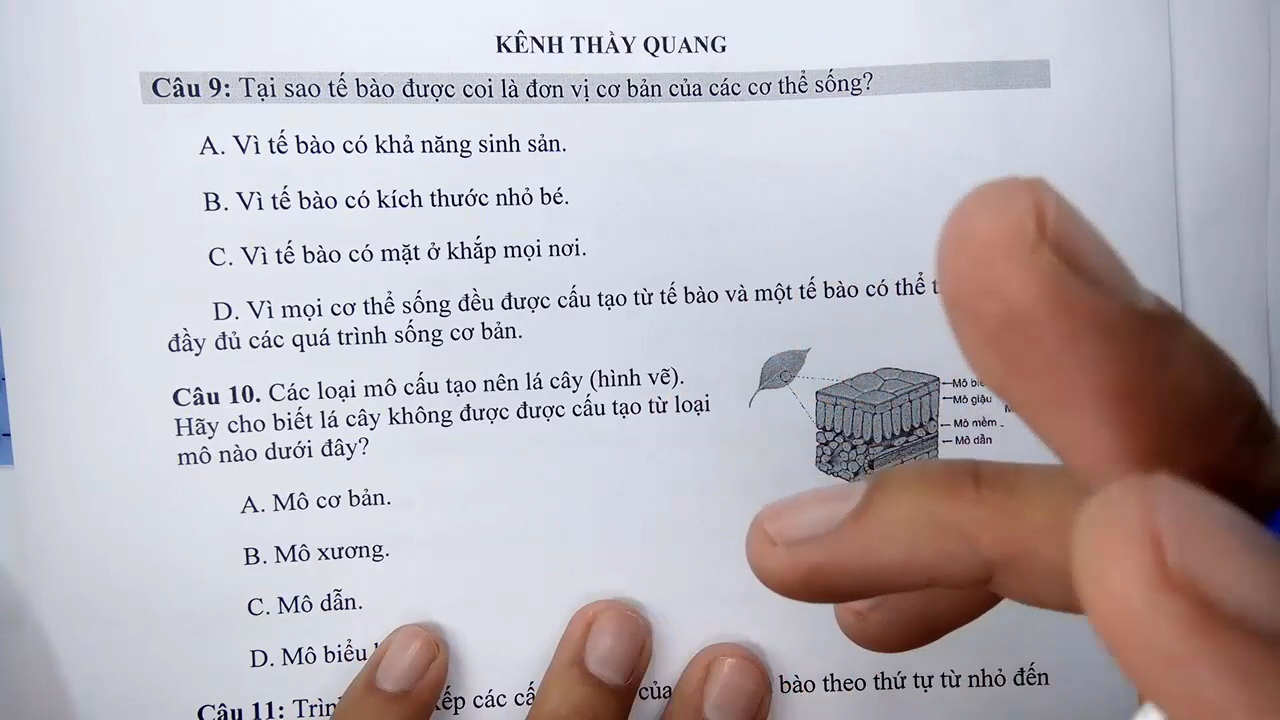 KÊNH THẦY QUANG
Câu 9: Tại sao tế bào được coi là đơn vị cơ bản của các cơ thể sống?
A. Vì tế bào có khả năng sinh sản.
B. Vì tế bào có kích thước nhỏ bé.
C. Vì tế bào có mặt ở khắp mọi nơi.
D. Vì mọi cơ thể sống đều được cấu tạo từ tế bào và một tế bào có thể
đầy đủ các quá trình sống cơ bản.
Câu 10. Các loại mô cấu tạo nên lá cây (hình vẽ).
Hãy cho biết lá cây không được được cấu tạo từ loại
mô nào dưới đây?
Mô
Mô giậu
Mô mềm
Mô dẫn
A. Mô cơ bản.
B. Mô xương.
C. Mô dẫn.
D. Mô biểu
Câu 11: các của bào theo thứ tự từ nhỏ đến